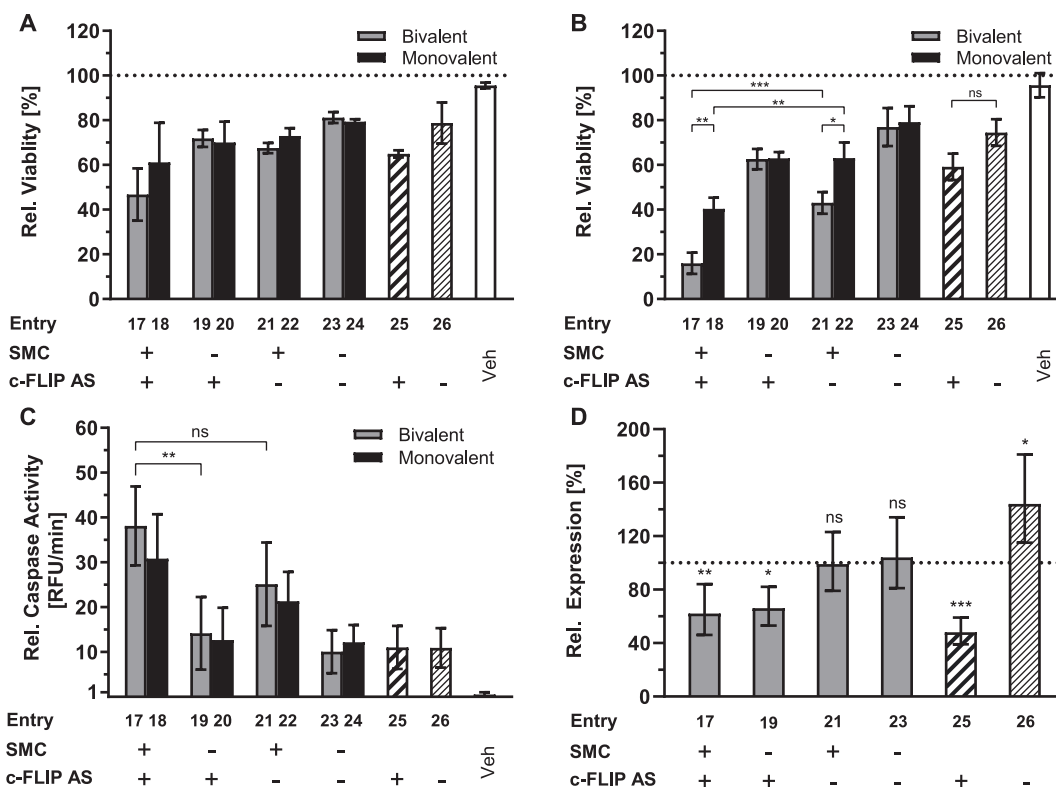 A
Rel. Viablity [%]
120
100
80
60
40
20
0
Bivalent
Monovalent
Entry 17 18 19 20 21 22 23 24 25 26 Veh
SMC + - + -
c-FLIP AS + + - - + -
B
Rel. Viability [%]
120
100
80
60
40
20
0
Bivalent
Monovalent
***
**
** * ns
Entry 17 18 19 20 21 22 23 24 25 26 Veh
SMC + - + -
c-FLIP AS + + - - + -
C
Rel. Caspase Activity
[RFU/min]
60
50
40
30
20
10
1
Bivalent
Monovalent
ns
**
Entry 17 18 19 20 21 22 23 24 25 26 Veh
SMC + - + -
c-FLIP AS + + - - + -
D
Rel. Expression [%]
200
160
120
80
40
0
** * ns ns *** *
Entry 17 19 21 23 25 26
SMC + - + -
c-FLIP AS + + - - + -